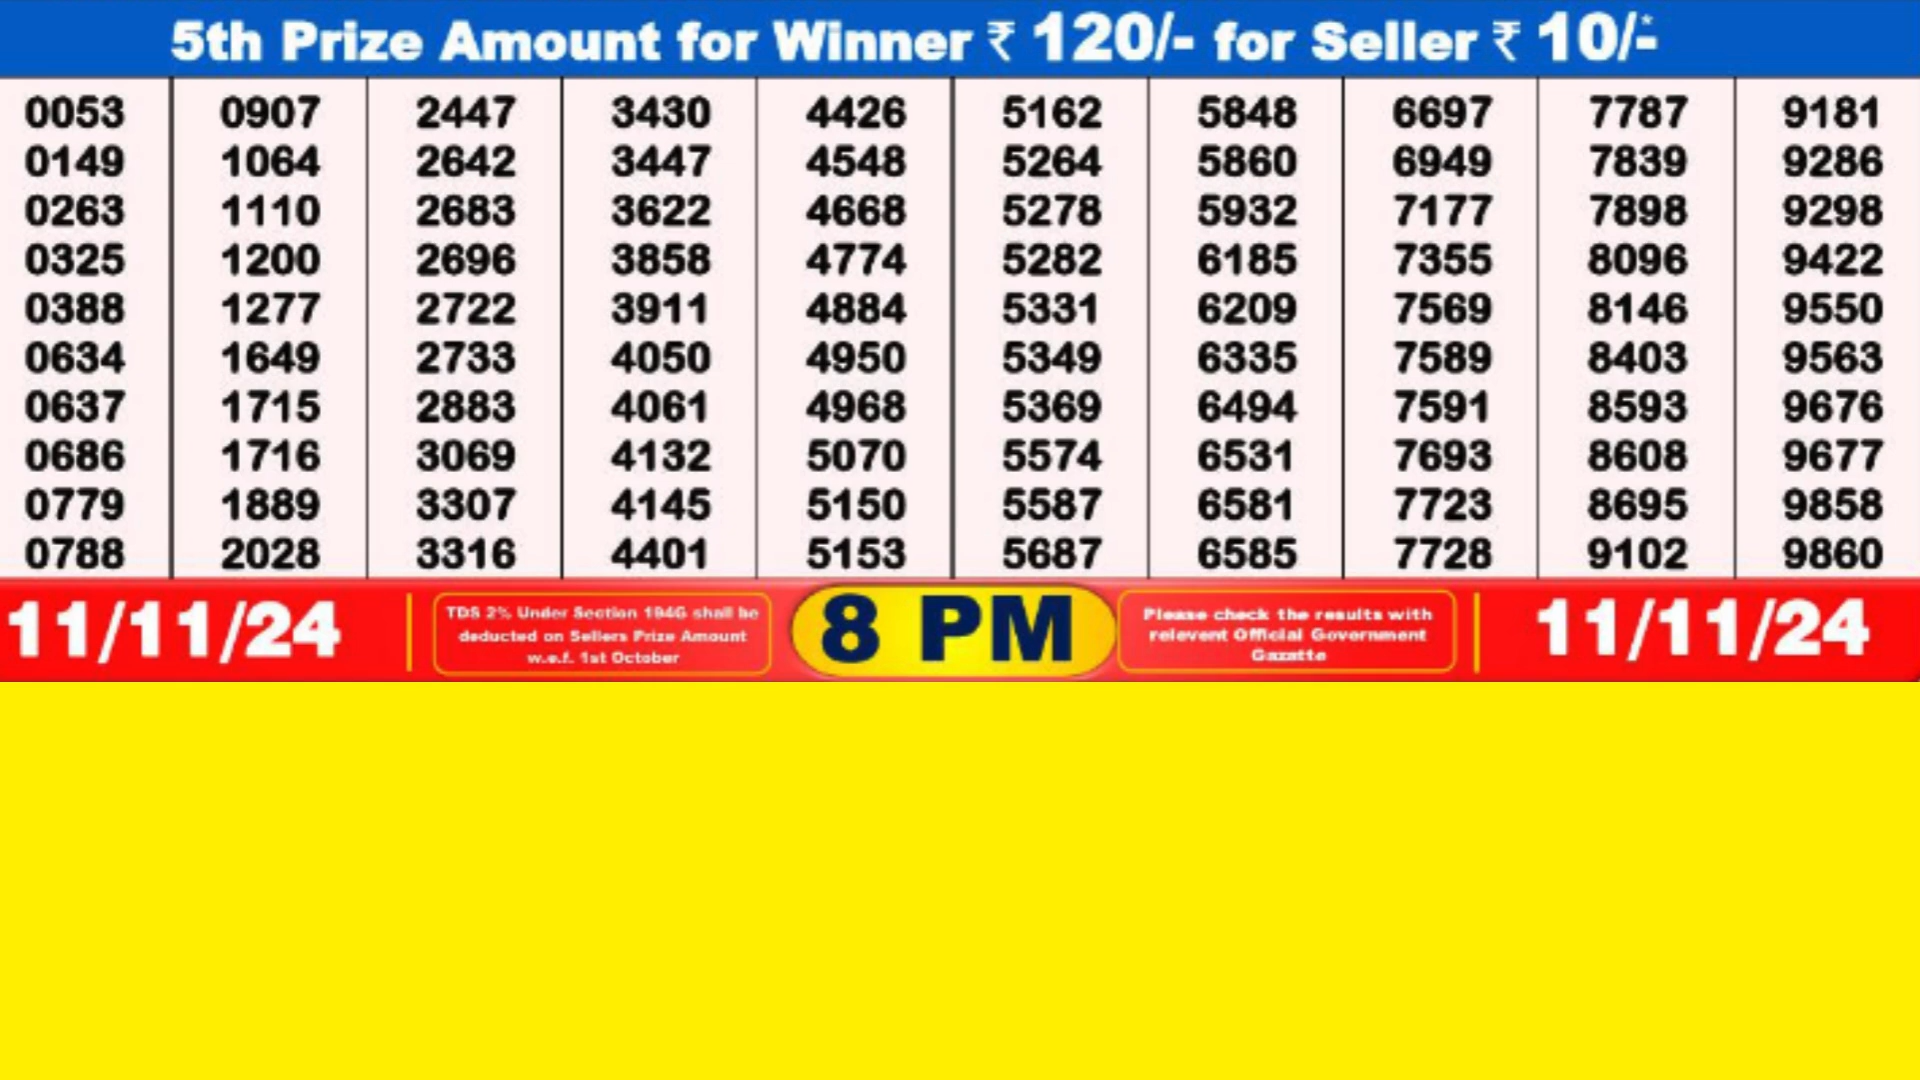 5th Prize Amount for Winner ₹ 120/- for Seller ₹ 10/-*
0053 0907 2447 3430 4426 5162 5848 6697 7787 9181
0149 1064 2642 3447 4548 5264 5860 6949 7839 9286
0263 1110 2683 3622 4668 5278 5932 7177 7898 9298
0325 1200 2696 3858 4774 5282 6185 7355 8096 9422
0388 1277 2722 3911 4884 5331 6209 7569 8146 9550
0634 1649 2733 4050 4950 5349 6335 7589 8403 9563
0637 1715 2883 4061 4968 5369 6494 7591 8593 9676
0686 1716 3069 4132 5070 5574 6531 7693 8608 9677
0779 1889 3307 4145 5150 5587 6581 7723 8695 9858
0788 2028 3316 4401 5153 5687 6585 7728 9102 9860
11/11/24
TDS 2% Under Section 194G shall be
deducted on Sellers Prize Amount
w.e.f. 1st October
8 PM
Please check the results with
relevent Official Government
Gazatte
11/11/24